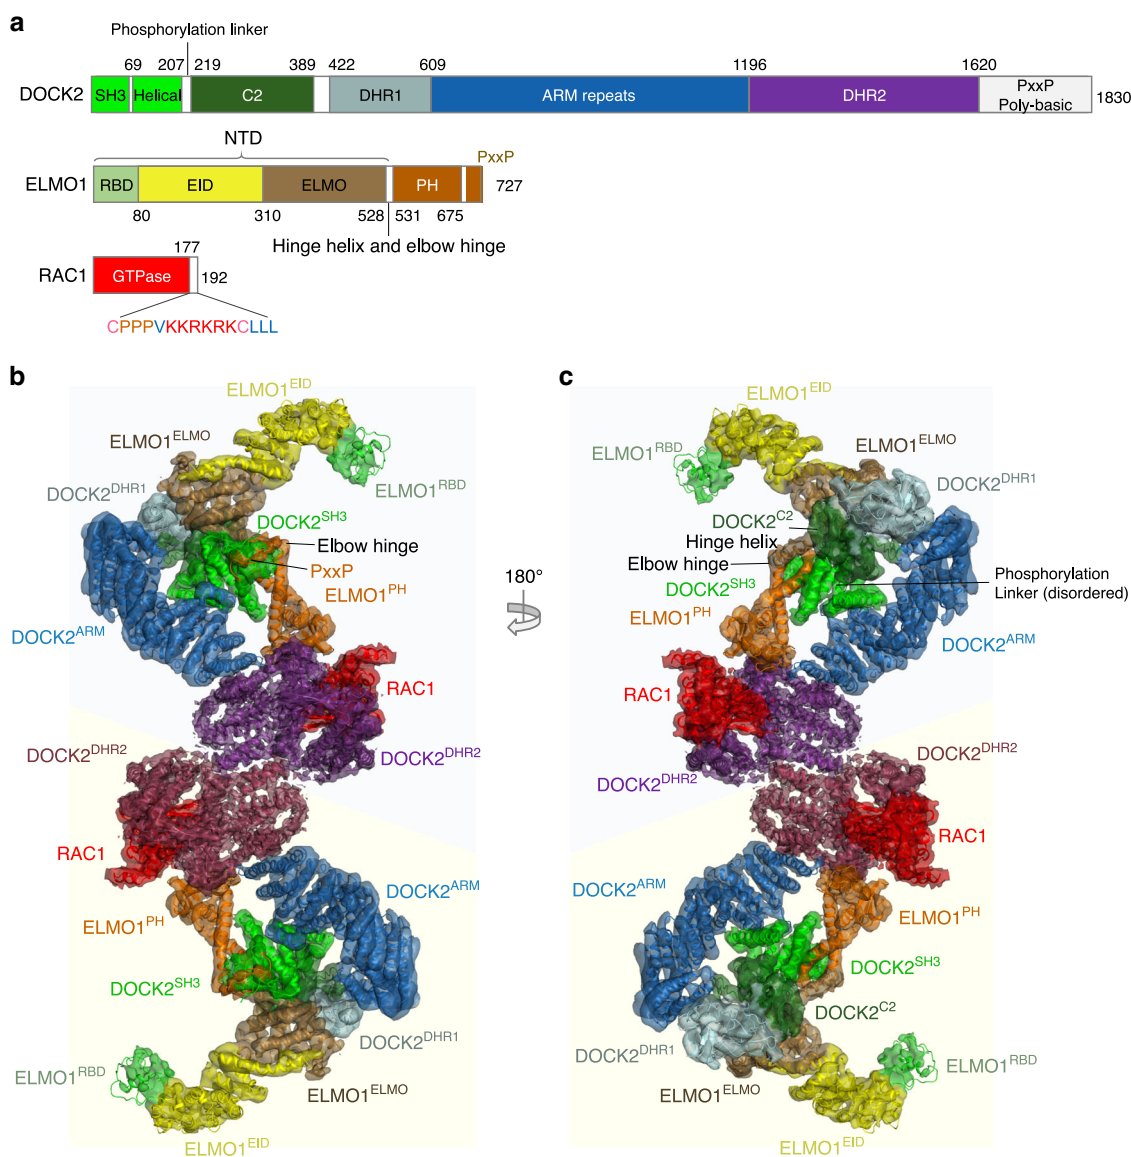 a
Phosphorylation linker
69 207 219 389 422 609 1196 1620
DOCK2 SH3 Helical C2 DHR1 ARM repeats DHR2 PxxP
Poly-basic
1830
NTD
PxxP
ELMO1 RBD EID ELMO PH 727
80 310 528 531 675
Hinge helix and elbow hinge
177
RAC1 GTPase 192
CPPPVKKRKRKCLLL
b
ELMO1EID
ELMO1ELMO
ELMO1RBD
DOCK2DHR1
DOCK2SH3
Elbow hinge
PxxP
ELMO1PH
DOCK2ARM
RAC1
DOCK2DHR2
DOCK2DHR2
RAC1
DOCK2ARM
ELMO1PH
DOCK2SH3
DOCK2DHR1
ELMO1RBD
ELMO1ELMO
ELMO1EID
180°
c
ELMO1EID
ELMO1ELMO
ELMO1RBD
DOCK2DHR1
DOCK2C2
Hinge helix
Elbow hinge
DOCK2SH3
Phosphorylation
Linker (disordered)
ELMO1PH
DOCK2ARM
RAC1
DOCK2DHR2
DOCK2DHR2
RAC1
DOCK2ARM
ELMO1PH
DOCK2SH3
DOCK2C2
DOCK2DHR1
ELMO1RBD
ELMO1ELMO
ELMO1EID